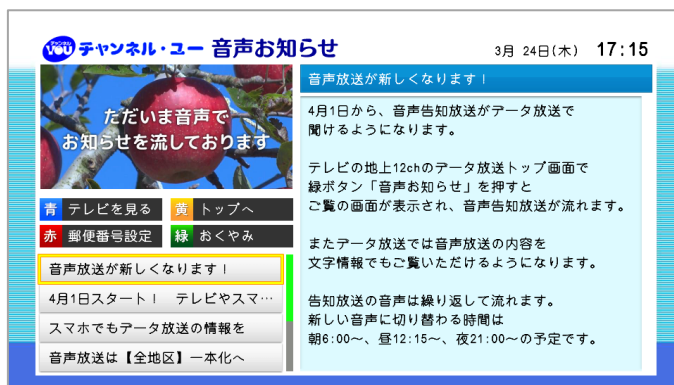 チャンネル YOU チャンネル・ユー 音声お知らせ
3月 24日(木) 17:15
ただいま音声で
お知らせを流しております
青 テレビを見る 黄 トップへ
赤 郵便番号設定 緑 おくやみ
音声放送が新しくなります！
4月1日スタート！ テレビやスマ…
スマホでもデータ放送の情報を
音声放送は【全地区】一本化へ
音声放送が新しくなります！
4月1日から、音声告知放送がデータ放送で
聞けるようになります。
テレビの地上12chのデータ放送トップ画面で
緑ボタン「音声お知らせ」を押すと
ご覧の画面が表示され、音声告知放送が流れます。
またデータ放送では音声放送の内容を
文字情報でもご覧いただけるようになります。
告知放送の音声は繰り返して流れます。
新しい音声に切り替わる時間は
朝6:00～、昼12:15～、夜21:00～の予定です。